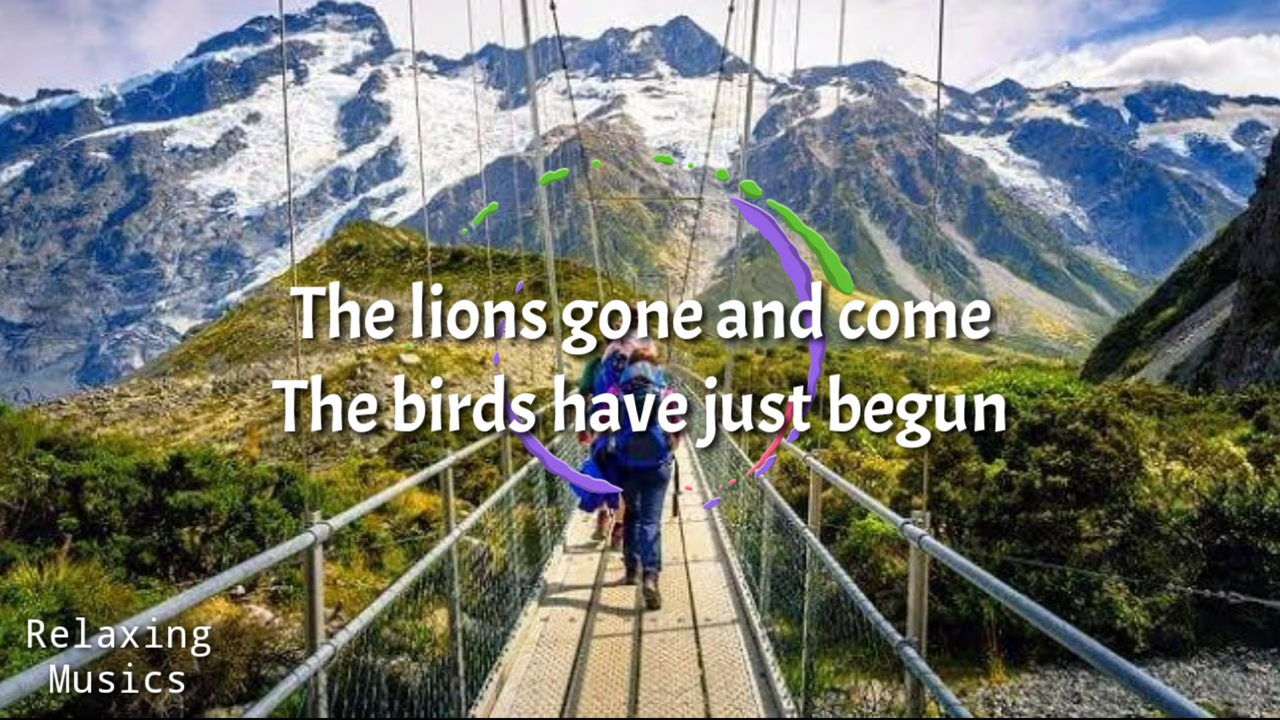 The lions gone and come
The birds have just begun
Relaxing
Musics